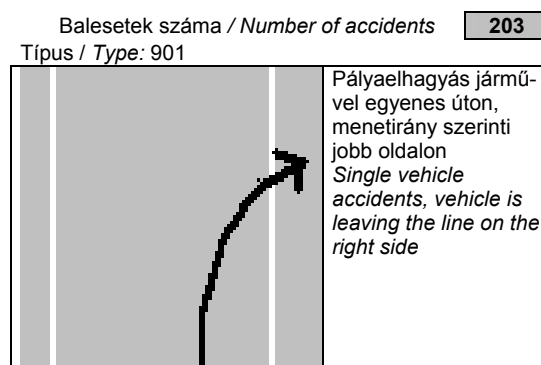 Balesetek száma / Number of accidents 203
Típus / Type: 901
Pályaelhagyás jármű-
vel egyenes úton,
menetirány szerinti
jobb oldalon
Single vehicle
accidents, vehicle is
leaving the line on the
right side